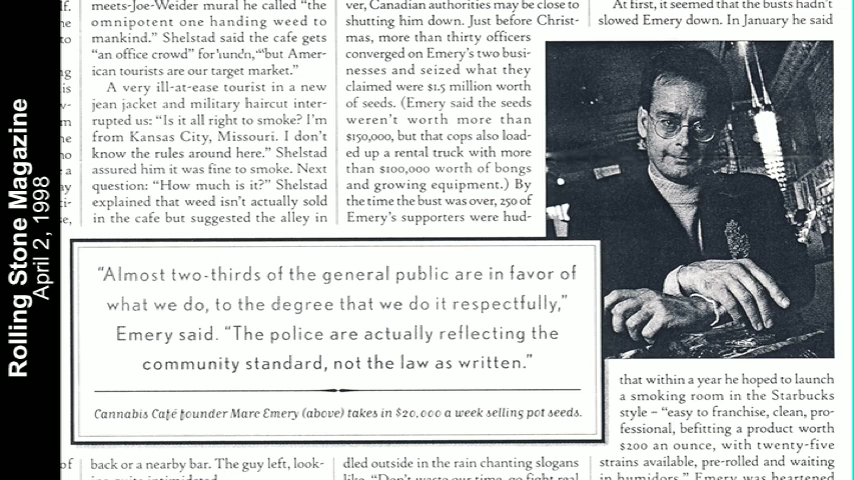 Rolling Stone Magazine
April 2, 1998
meets-Joe-Weider mural he called "the
omnipotent one handing weed to
mankind." Shelstad said the cafe gets
"an office crowd" for lunch, "but Amer-
ican tourists are our target market."
A very ill-at-ease tourist in a new
jean jacket and military haircut inter-
rupted us: "Is it all right to smoke? I'm
from Kansas City, Missouri. I don't
know the rules around here." Shelstad
assured him it was fine to smoke. Next
question: "How much is it?" Shelstad
explained that weed isn't actually sold
in the cafe but suggested the alley in
back or a nearby bar. The guy left, look-
ver, Canadian authorities may be close to
shutting him down. Just before Christ-
mas, more than thirty officers
converged on Emery's two busi-
nesses and seized what they
claimed were $1.5 million worth
of seeds. (Emery said the seeds
weren't worth more than
$150,000, but that cops also load-
ed up a rental truck with more
than $100,000 worth of bongs
and growing equipment.) By
the time the bust was over, 250 of
Emery's supporters were hud-
dled outside in the rain chanting slogans
like, "Don't waste our time, go fight real
At first, it seemed that the busts hadn't
slowed Emery down. In January he said
that within a year he hoped to launch
a smoking room in the Starbucks
style – "easy to franchise, clean, pro-
fessional, befitting a product worth
$200 an ounce, with twenty-five
strains available, pre-rolled and waiting
in humidors." Emery was heartened
"Almost two-thirds of the general public are in favor of
what we do, to the degree that we do it respectfully,"
Emery said. "The police are actually reflecting the
community standard, not the law as written."
Cannabis Café founder Marc Emery (above) takes in $20,000 a week selling pot seeds.